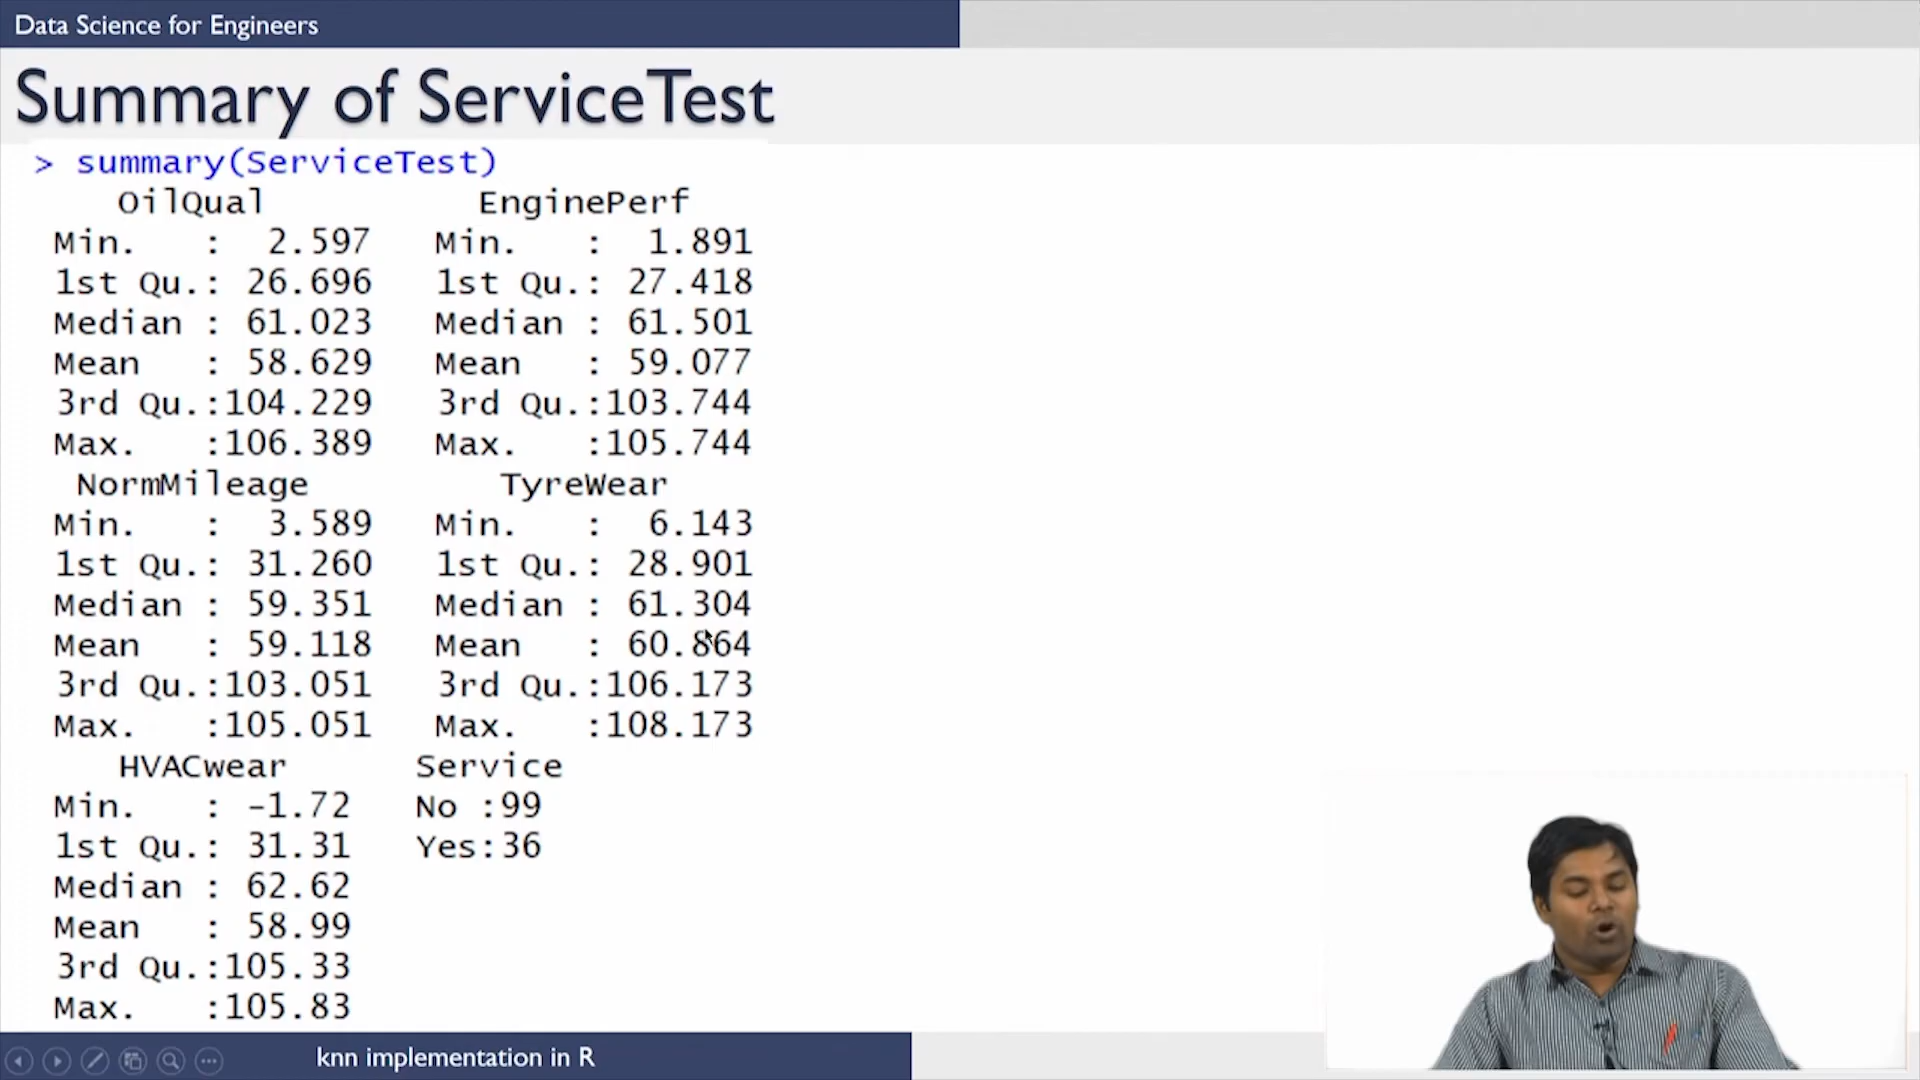 Data Science for Engineers
Summary of ServiceTest
> summary(ServiceTest)
OilQual EnginePerf
Min. : 2.597 Min. : 1.891
1st Qu.: 26.696 1st Qu.: 27.418
Median : 61.023 Median : 61.501
Mean : 58.629 Mean : 59.077
3rd Qu.:104.229 3rd Qu.:103.744
Max. :106.389 Max. :105.744
NormMileage TyreWear
Min. : 3.589 Min. : 6.143
1st Qu.: 31.260 1st Qu.: 28.901
Median : 59.351 Median : 61.304
Mean : 59.118 Mean : 60.864
3rd Qu.:103.051 3rd Qu.:106.173
Max. :105.051 Max. :108.173
HVACwear Service
Min. : -1.72 No :99
1st Qu.: 31.31 Yes:36
Median : 62.62
Mean : 58.99
3rd Qu.:105.33
Max. :105.83
knn implementation in R